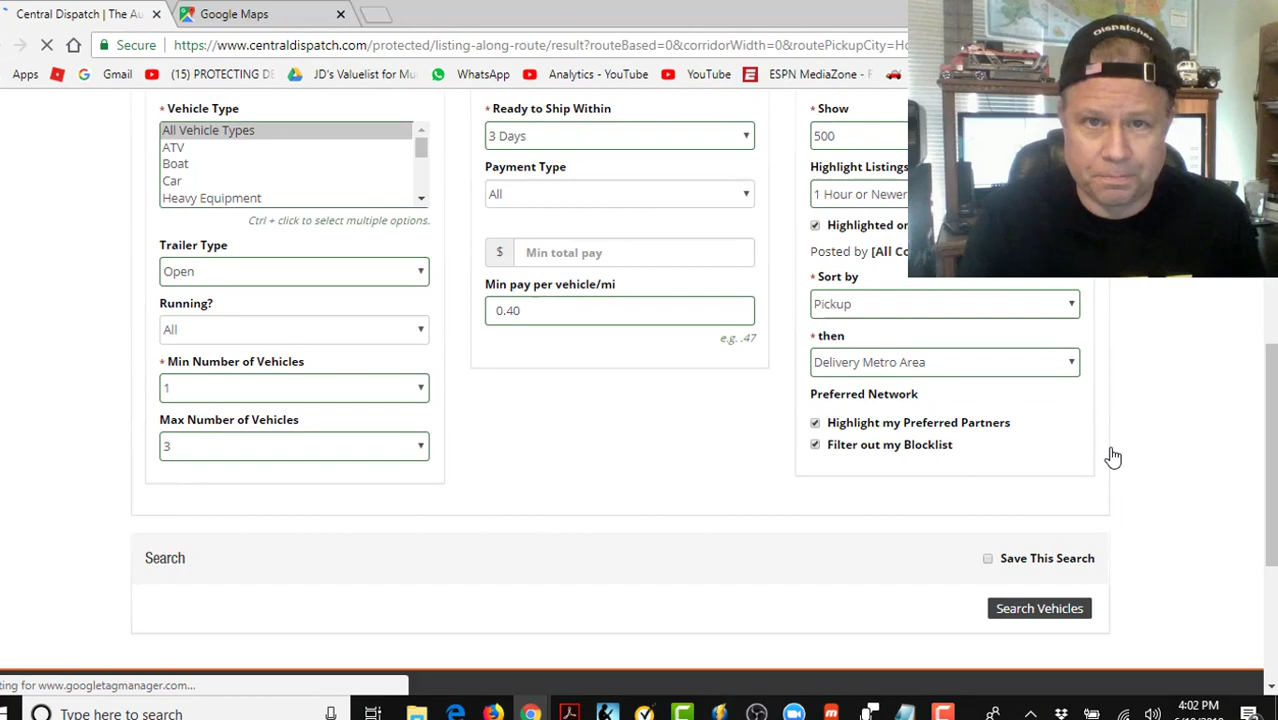 Central Dispatch | The Au
Google Maps
Secure
https://www.centraldispatch.com/protected/listing-along-route/result?routeBased=0&corridorWidth=0&routePickupCity=Ho
Apps
Gmail
(15) PROTECTING D
JD's Valuelist for Mu
WhatsApp
Analytics - YouTube
YouTube
ESPN MediaZone - F
Dispatcher
* Vehicle Type
All Vehicle Types
ATV
Boat
Car
Heavy Equipment
Ctrl + click to select multiple options.
Trailer Type
Open
Running?
All
* Min Number of Vehicles
1
Max Number of Vehicles
3
* Ready to Ship Within
3 Days
Payment Type
All
$ Min total pay
Min pay per vehicle/mi
0.40
e.g. .47
* Show
500
Highlight Listings
1 Hour or Newer
Highlighted or
Posted by [All Co
* Sort by
Pickup
* then
Delivery Metro Area
Preferred Network
Highlight my Preferred Partners
Filter out my Blocklist
Search
Save This Search
Search Vehicles
ting for www.googletagmanager.com...
Type here to search
4:02 PM